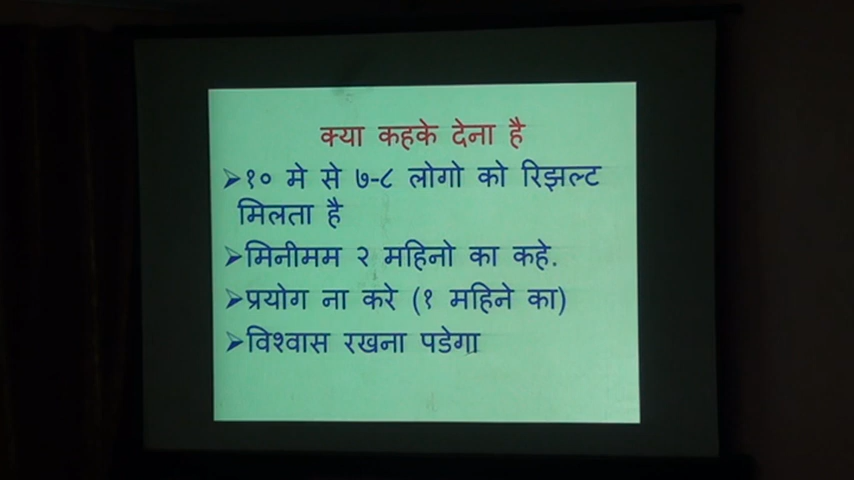 क्या कहके देना है
➢१० मे से ७-८ लोगो को रिझल्ट
मिलता है
➢मिनीमम २ महिनो का कहे.
➢प्रयोग ना करे (१ महिने का)
➢विश्वास रखना पडेगा